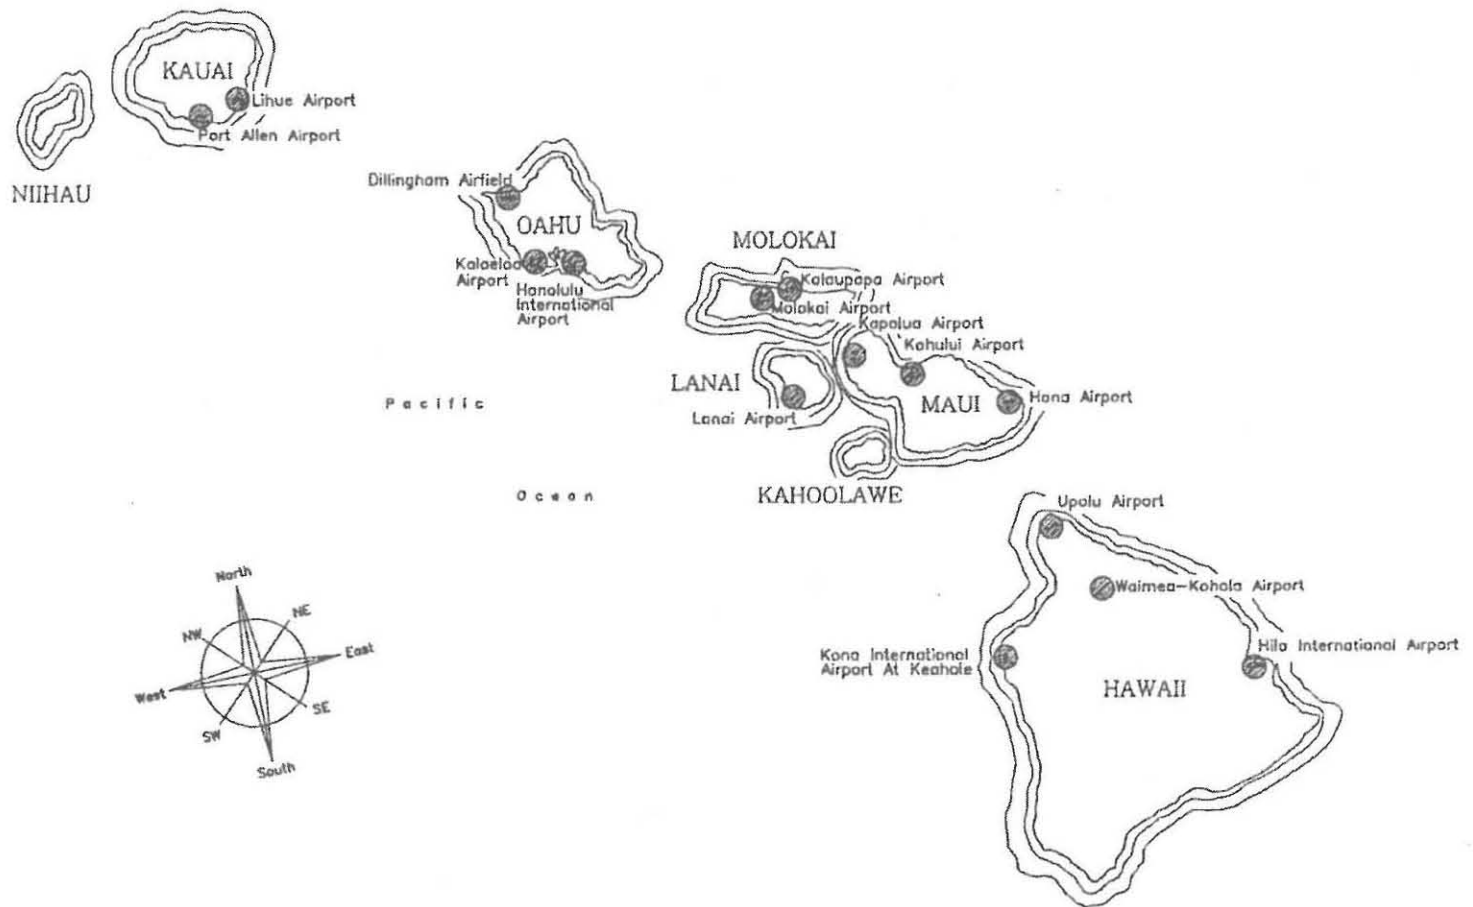 KAUAI
Lihue Airport
Port Allen Airport
NIIHAU
Dillingham Airfield
OAHU
Kalaeloa
Airport
Honolulu
International
Airport
MOLOKAI
Kalaupapa Airport
Molokai Airport
Kapalua Airport
Kahului Airport
LANAI
Lanai Airport
MAUI
Hana Airport
KAHOOLAWE
Pacific
Ocean
Upolu Airport
Waimea-Kohala Airport
Kona International
Airport At Keahole
Hilo International Airport
HAWAII
North
NE
East
SE
South
SW
West
NW